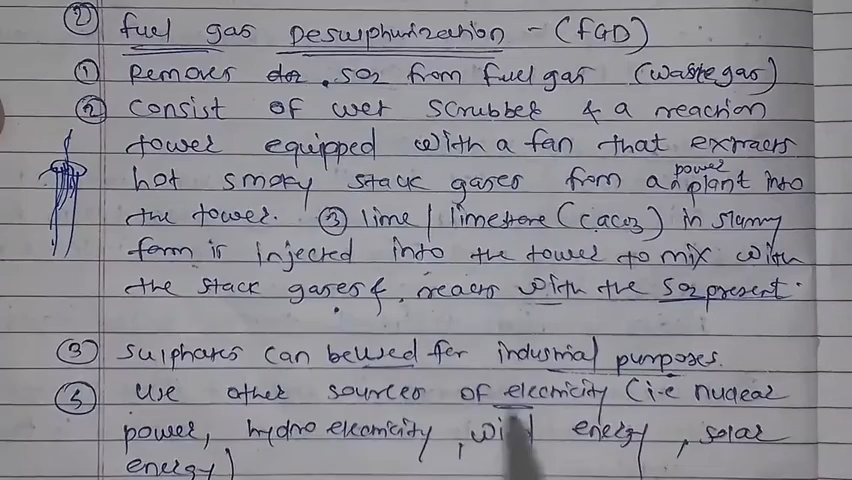 ② fuel gas Desulphurization - (FGD)
① Removes SO2 from fuel gas (waste gas)
② Consist of wet scrubber & a reaction
tower equipped with a fan that extracts
hot smoky stack gases from a power plant into
the tower. ③ lime / limestone (CaCO3) in slurry
form is injected into the tower to mix with
the stack gases & reacts with the SO2 present.
③ Sulphates can be used for industrial purposes.
⑤ Use other sources of electricity (i.e nuclear
power, hydro electricity, wind energy, solar
energy)